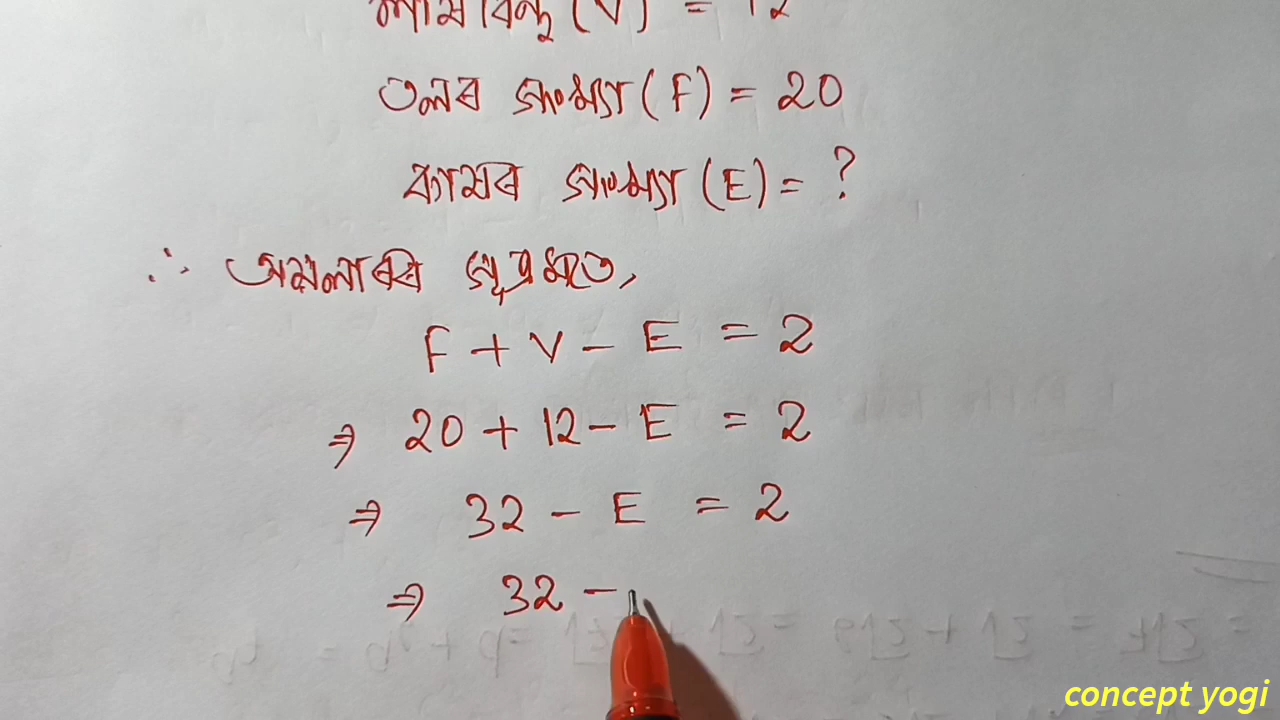 শীৰ্ষবিন্দু (V) = 12
তলৰ সংখ্যা (F) = 20
কাষৰ সংখ্যা (E) = ?
∴ অয়লাৰৰ সূত্ৰমতে,
F + V - E = 2
⇒ 20 + 12 - E = 2
⇒ 32 - E = 2
⇒ 32 -
concept yogi